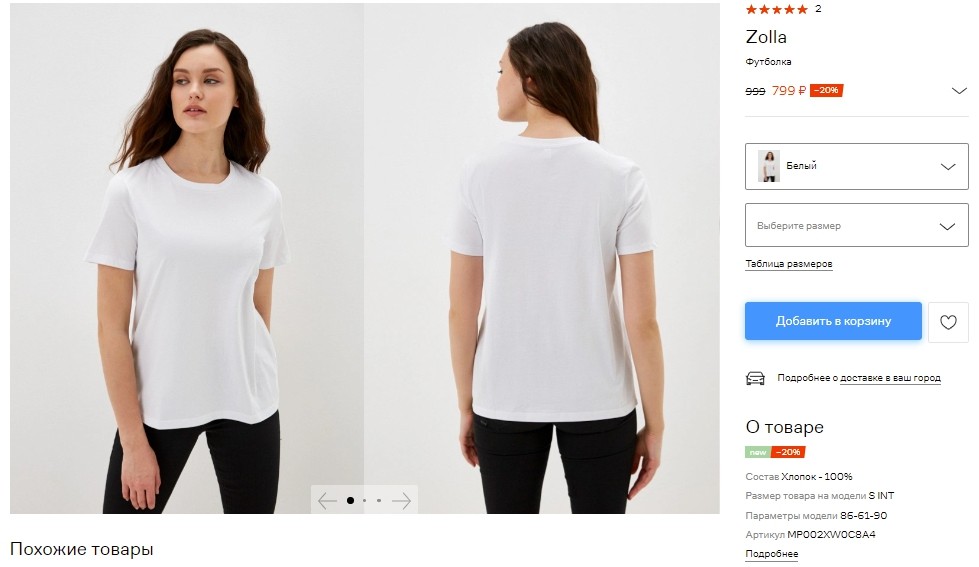 2
Zolla
Футболка
999 799 ₽ −20%
Белый
Выберите размер
Таблица размеров
Добавить в корзину
Подробнее о доставке в ваш город
О товаре
new −20%
Состав Хлопок - 100%
Размер товара на модели S INT
Параметры модели 86-61-90
Артикул MP002XW0C8A4
Подробнее
Похожие товары